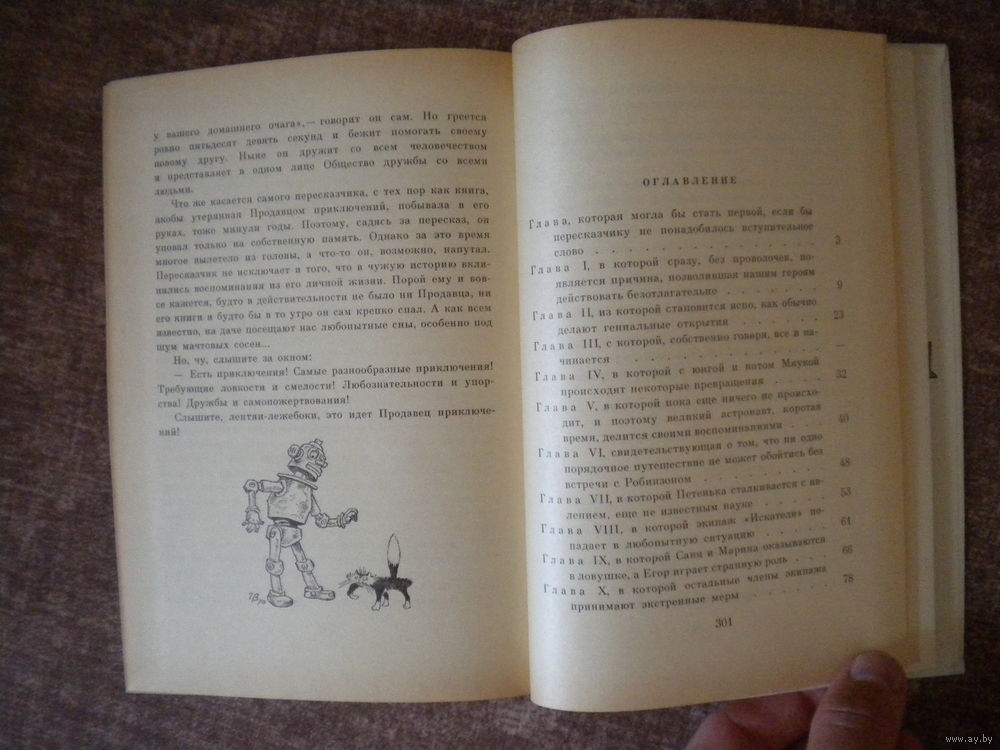 у вашего домашнего очага»,— говорит он сам. Но греется
ровно пятьдесят девять секунд и бежит помогать своему
новому другу. Ныне он дружит со всем человечеством
и представляет в одном лице Общество дружбы со всеми
людьми.
Что же касается самого пересказчика, с тех пор как книга,
якобы утерянная Продавцом приключений, побывала в его
руках, тоже минули годы. Поэтому, садясь за пересказ, он
уповал только на собственную память. Однако за это время
многое вылетело из головы, а что-то он, возможно, напутал.
Пересказчик не исключает и того, что в чужую историю вкли-
нились воспоминания из его личной жизни. Порой ему и вов-
се кажется, будто в действительности не было ни Продавца, ни
его книги и будто бы в то утро он сам крепко спал. А как всем
известно, на даче посещают нас любопытные сны, особенно под
шум мачтовых сосен...
Но, чу, слышите за окном:
— Есть приключения! Самые разнообразные приключения!
Требующие ловкости и смелости! Любознательности и упор-
ства! Дружбы и самопожертвования!
Слышите, лентяи-лежебоки, это идет Продавец приключе-
ний!
ОГЛАВЛЕНИЕ
Глава, которая могла бы стать первой, если бы
пересказчику не понадобилось вступительное
слово . . . . . . . . . . . . . 3
Глава I, в которой сразу, без проволочек, по-
является причина, позволившая нашим героям
действовать безотлагательно . . . . . . . 9
Глава II, из которой становится ясно, как обычно
делают гениальные открытия . . . . . . 23
Глава III, с которой, собственно говоря, все и на-
чинается . . . . . . . . . . . . —
Глава IV, в которой с юнгой и котом Мяукой
происходят некоторые превращения . . . . 32
Глава V, в которой пока еще ничего не происхо-
дит, и поэтому великий астронавт, коротая
время, делится своими воспоминаниями . . . 40
Глава VI, свидетельствующая о том, что ни одно
порядочное путешествие не может обойтись без
встречи с Робинзоном . . . . . . . . 48
Глава VII, в которой Петенька сталкивается с яв-
лением, еще не известным науке . . . . . 53
Глава VIII, в которой экипаж «Искателя» по-
падает в любопытную ситуацию . . . . . 61
Глава IX, в которой Саня и Марина оказываются
в ловушке, а Егор играет странную роль . . . 66
Глава X, в которой остальные члены экипажа
принимают экстренные меры . . . . . . 78
301
www.ay.by